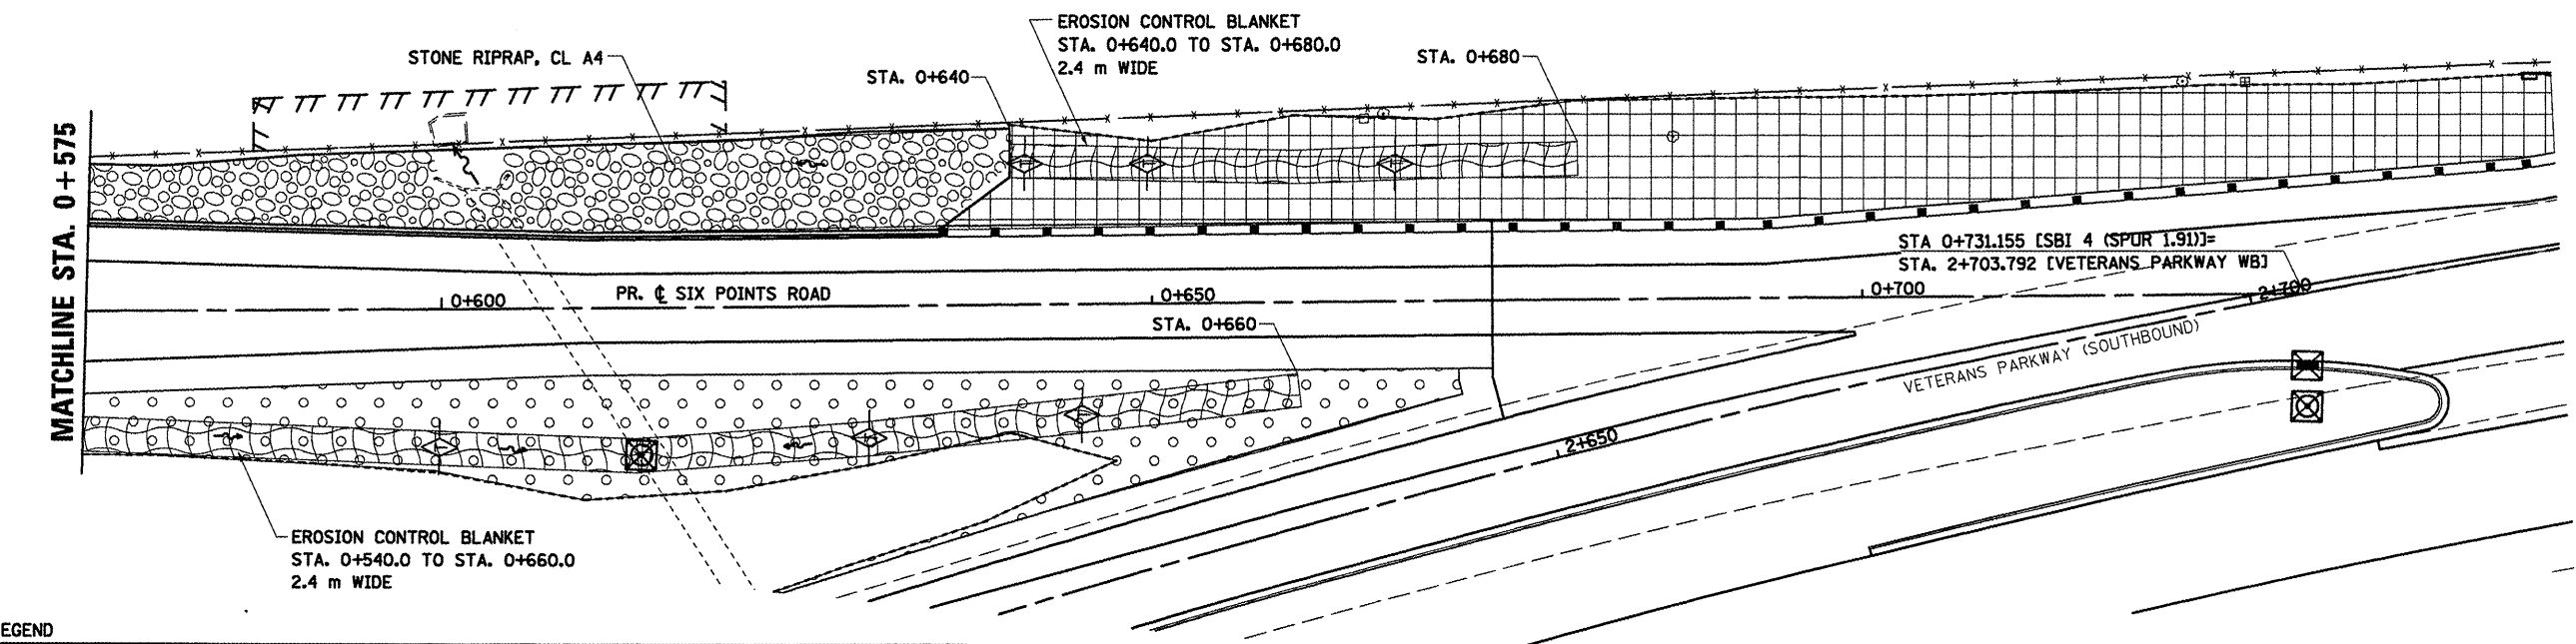 EROSION CONTROL BLANKET
STA. 0+640.0 TO STA. 0+680.0
2.4 m WIDE
STONE RIPRAP, CL A4
STA. 0+640
STA. 0+680
MATCHLINE STA. 0+575
STA 0+731.155 [SBI 4 (SPUR 1.91)]=
STA. 2+703.792 [VETERANS PARKWAY WB]
0+600
PR. ℄ SIX POINTS ROAD
0+650
0+700
2+700
STA. 0+660
VETERANS PARKWAY (SOUTHBOUND)
2+650
EROSION CONTROL BLANKET
STA. 0+540.0 TO STA. 0+660.0
2.4 m WIDE
EGEND